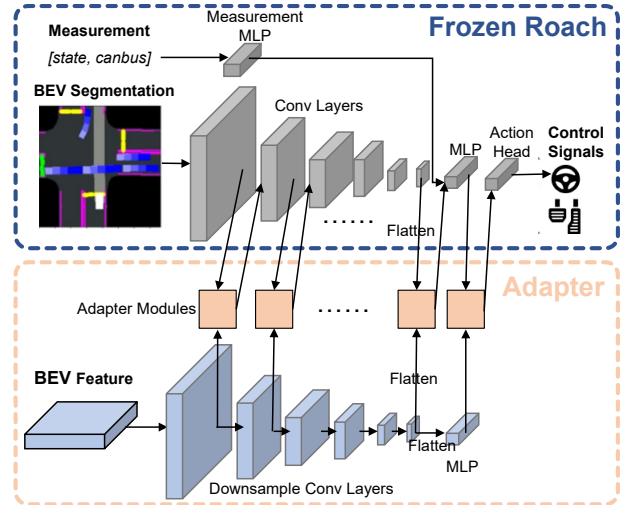 Frozen Roach
Measurement
MLP
Measurement
[state, canbus]
BEV Segmentation
Conv Layers
MLP
Action
Head
Control
Signals
......
Flatten
Adapter
Adapter Modules
......
BEV Feature
Flatten
Flatten
MLP
Downsample Conv Layers